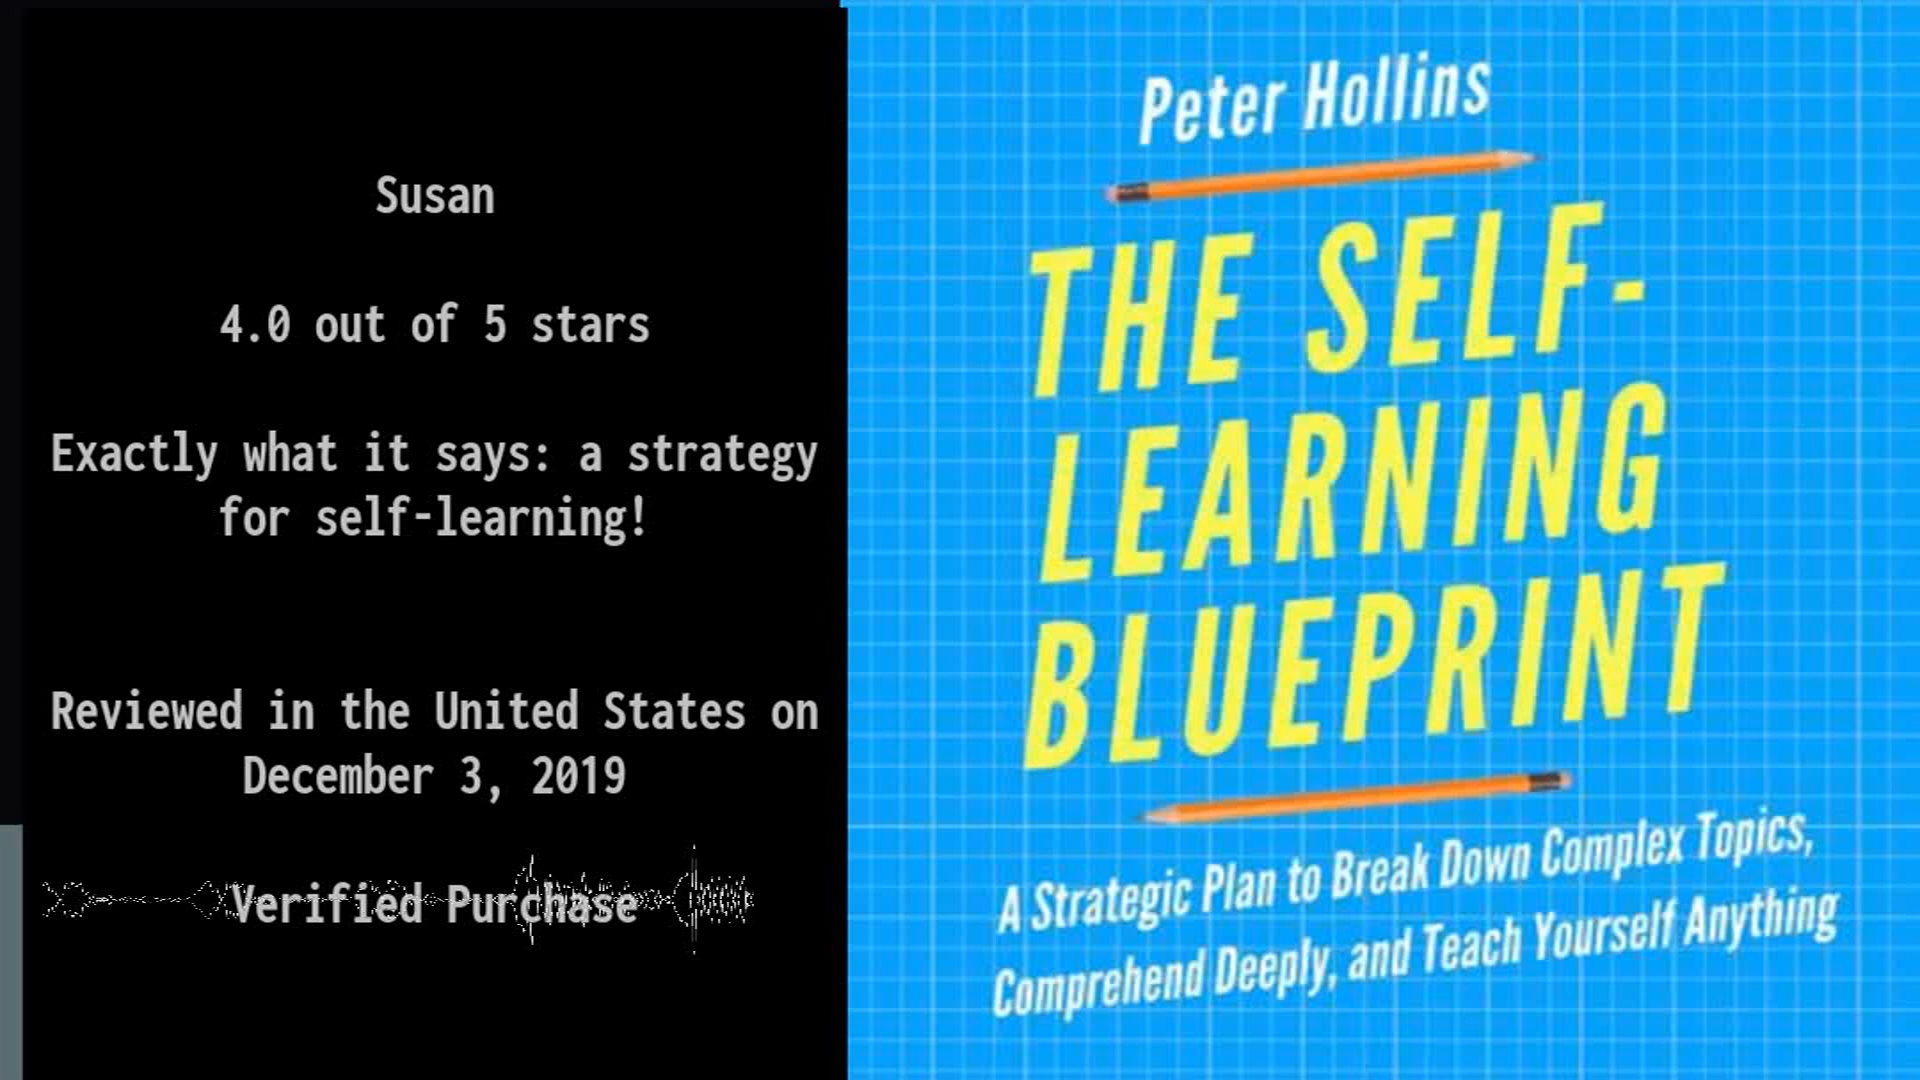 Susan
4.0 out of 5 stars
Exactly what it says: a strategy
for self-learning!
Reviewed in the United States on
December 3, 2019
Verified Purchase
Peter Hollins
THE SELF-
LEARNING
BLUEPRINT
A Strategic Plan to Break Down Complex Topics,
Comprehend Deeply, and Teach Yourself Anything